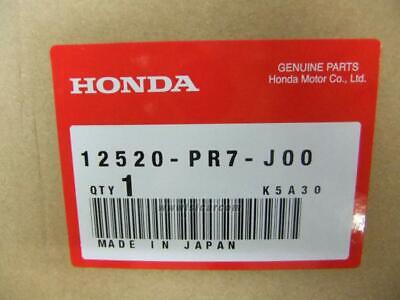 HONDA
GENUINE PARTS
Honda Motor Co., Ltd.
12520-PR7-J00
QTY 1 K5A30
MADE IN JAPAN